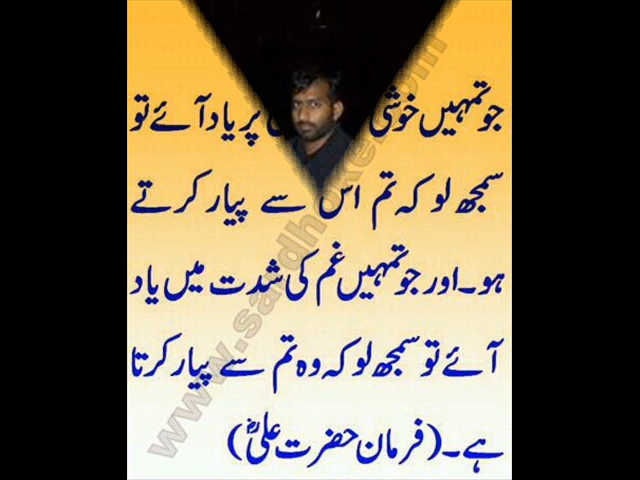 جو تمہیں خوشی پر یاد آئے تو
سمجھ لو کہ تم اس سے پیار کرتے
ہو۔ اور جو تمہیں غم کی شدت میں یاد
آئے تو سمجھ لو کہ وہ تم سے پیار کرتا
ہے۔ (فرمان حضرت علیؓ)